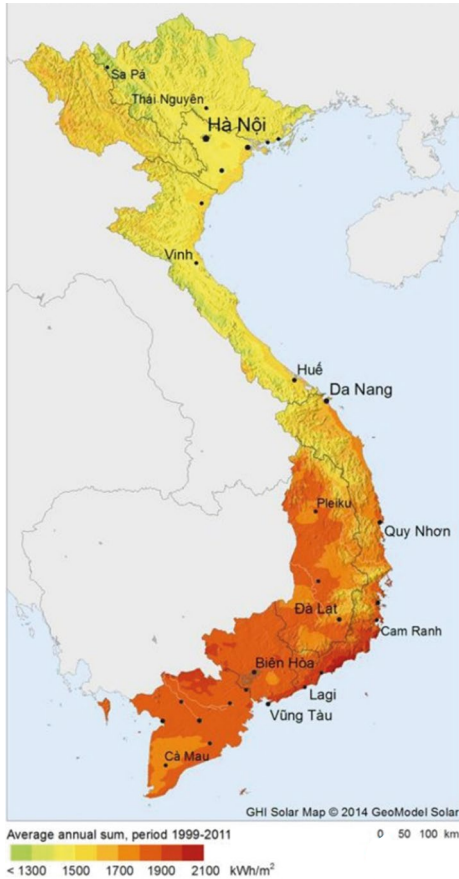 Sa Pá
Thái Nguyên
Hà Nội
Vinh
Huế
Da Nang
Pleiku
Quy Nhơn
Đà Lạt
Cam Ranh
Biên Hòa
Lagi
Vũng Tàu
Cà Mau
GHI Solar Map © 2014 GeoModel Solar
Average annual sum, period 1999-2011
0 50 100 km
< 1300 1500 1700 1900 2100 kWh/m²